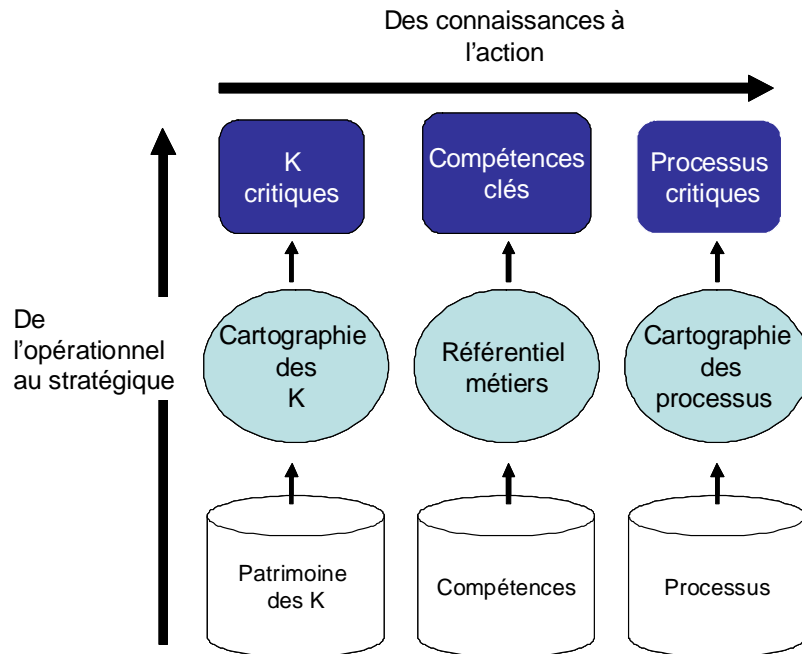 Des connaissances à
l'action
K
critiques
Compétences
clés
Processus
critiques
De
l'opérationnel
au stratégique
Cartographie
des
K
Référentiel
métiers
Cartographie
des
processus
Patrimoine
des K
Compétences
Processus